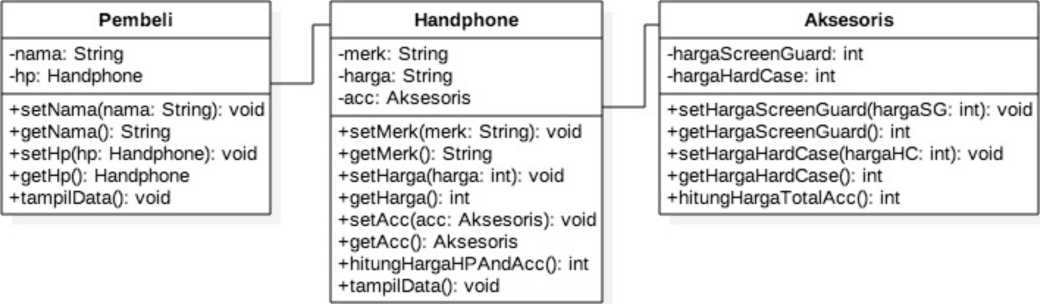 Pembeli
-nama: String
-hp: Handphone
+setNama(nama: String): void
+getNama(): String
+setHp(hp: Handphone): void
+getHp(): Handphone
+tampilData(): void
Handphone
-merk: String
-harga: String
-acc: Aksesoris
+setMerk(merk: String): void
+getMerk(): String
+setHarga(harga: int): void
+getHarga(): int
+setAcc(acc: Aksesoris): void
+getAcc(): Aksesoris
+hitungHargaHPAndAcc(): int
+tampilData(): void
Aksesoris
-hargaScreenGuard: int
-hargaHardCase: int
+setHargaScreenGuard(hargaSG: int): void
+getHargaScreenGuard(): int
+setHargaHardCase(hargaHC: int): void
+getHargaHardCase(): int
+hitungHargaTotalAcc(): int